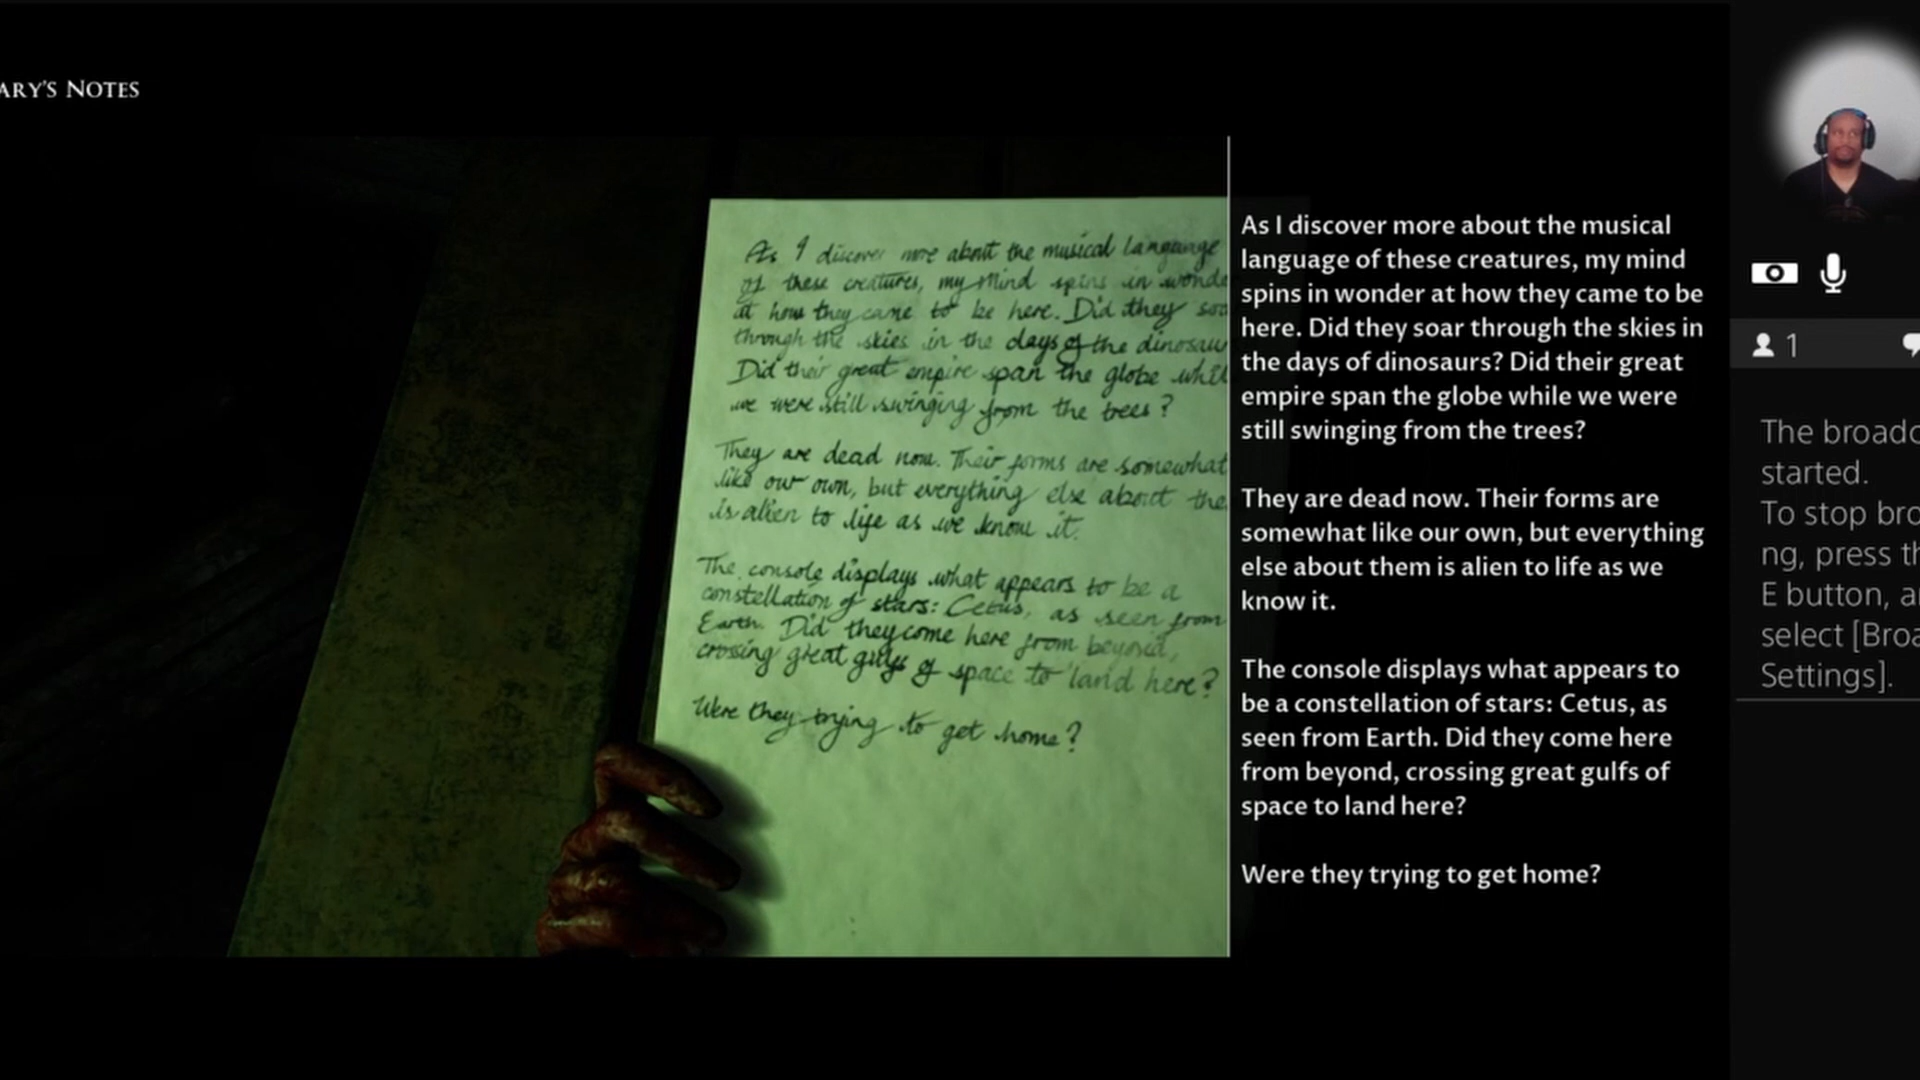 ARY'S NOTES
As I discover more about the musical language
of these creatures, my mind spins in wonde
at how they came to be here. Did they soa
through the skies in the days of the dinosaur
Did their great empire span the globe whil
we were still swinging from the trees?
They are dead now. Their forms are somewhat
like our own, but everything else about the
is alien to life as we know it.
The console displays what appears to be a
constellation of stars: Cetus, as seen from
Earth. Did they come here from beyond,
crossing great gulfs of space to land here?
Were they trying to get home?
As I discover more about the musical
language of these creatures, my mind
spins in wonder at how they came to be
here. Did they soar through the skies in
the days of dinosaurs? Did their great
empire span the globe while we were
still swinging from the trees?
They are dead now. Their forms are
somewhat like our own, but everything
else about them is alien to life as we
know it.
The console displays what appears to
be a constellation of stars: Cetus, as
seen from Earth. Did they come here
from beyond, crossing great gulfs of
space to land here?
Were they trying to get home?
1
The broadc
started.
To stop bro
ng, press th
E button, a
select [Broa
Settings].